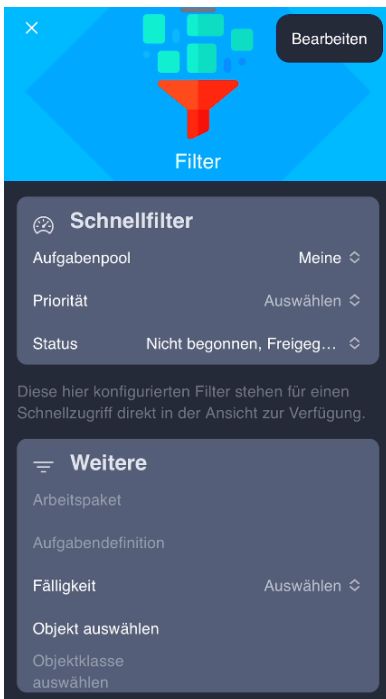 Bearbeiten
Filter
Schnellfilter
Aufgabenpool Meine
Priorität Auswählen
Status Nicht begonnen, Freigeg...
Diese hier konfigurierten Filter stehen für einen
Schnellzugriff direkt in der Ansicht zur Verfügung.
Weitere
Arbeitspaket
Aufgabendefinition
Fälligkeit Auswählen
Objekt auswählen
Objektklasse
auswählen